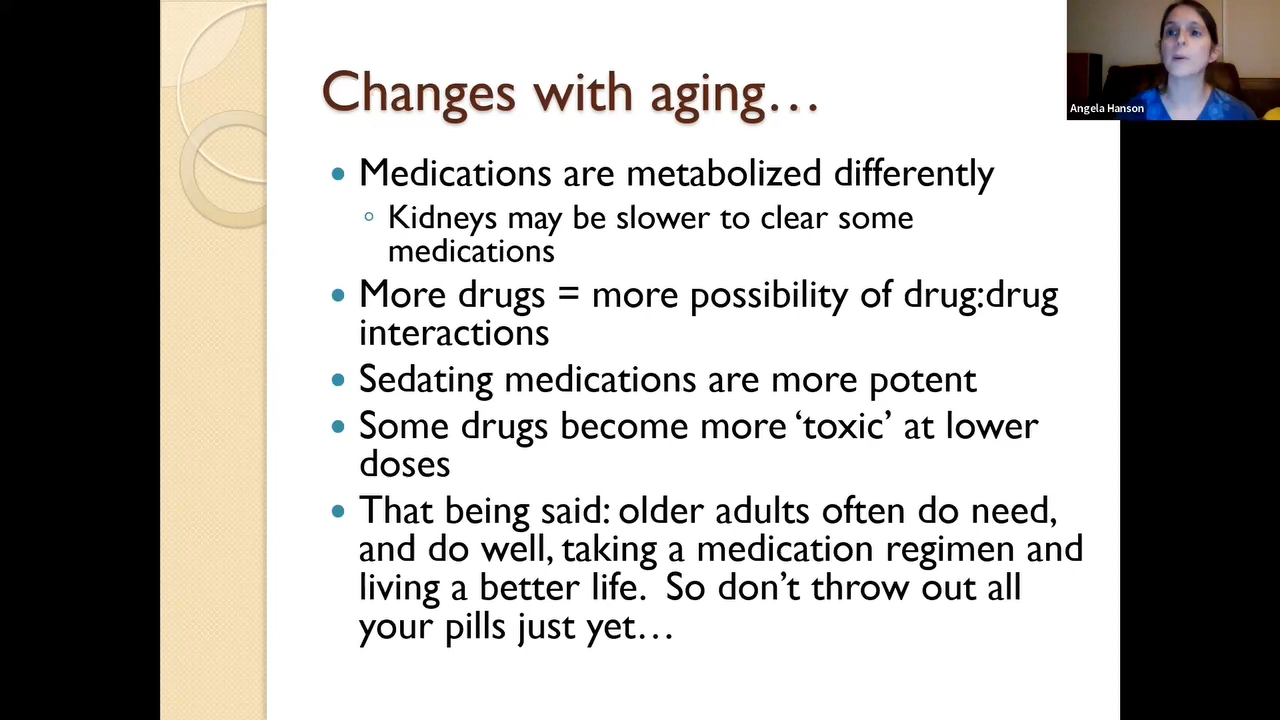 Changes with aging…
Angela Hanson
• Medications are metabolized differently
◦ Kidneys may be slower to clear some
medications
• More drugs = more possibility of drug:drug
interactions
• Sedating medications are more potent
• Some drugs become more ‘toxic’ at lower
doses
• That being said: older adults often do need,
and do well, taking a medication regimen and
living a better life.  So don’t throw out all
your pills just yet…